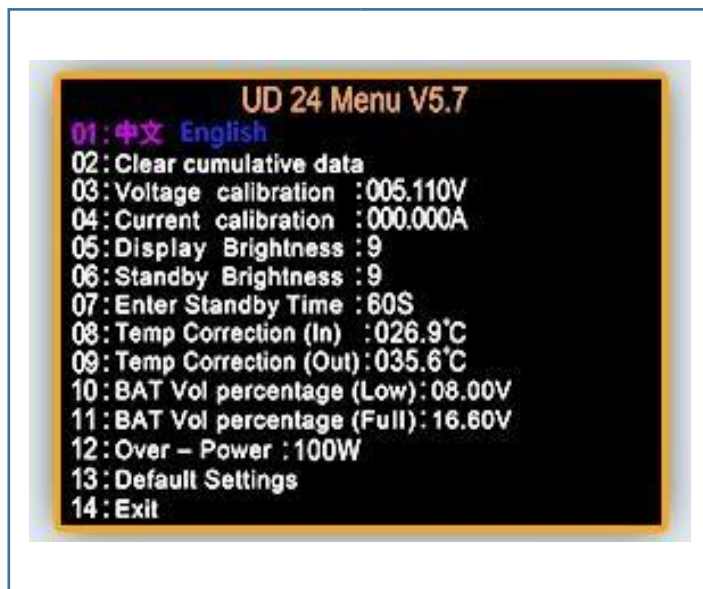 UD 24 Menu V5.7
01:中文 English
02:Clear cumulative data
03:Voltage calibration :005.110V
04:Current calibration :000.000A
05:Display Brightness :9
06:Standby Brightness :9
07:Enter Standby Time :60S
08:Temp Correction (In) :026.9℃
09:Temp Correction (Out):035.6℃
10:BAT Vol percentage (Low):08.00V
11:BAT Vol percentage (Full):16.60V
12:Over – Power :100W
13:Default Settings
14:Exit